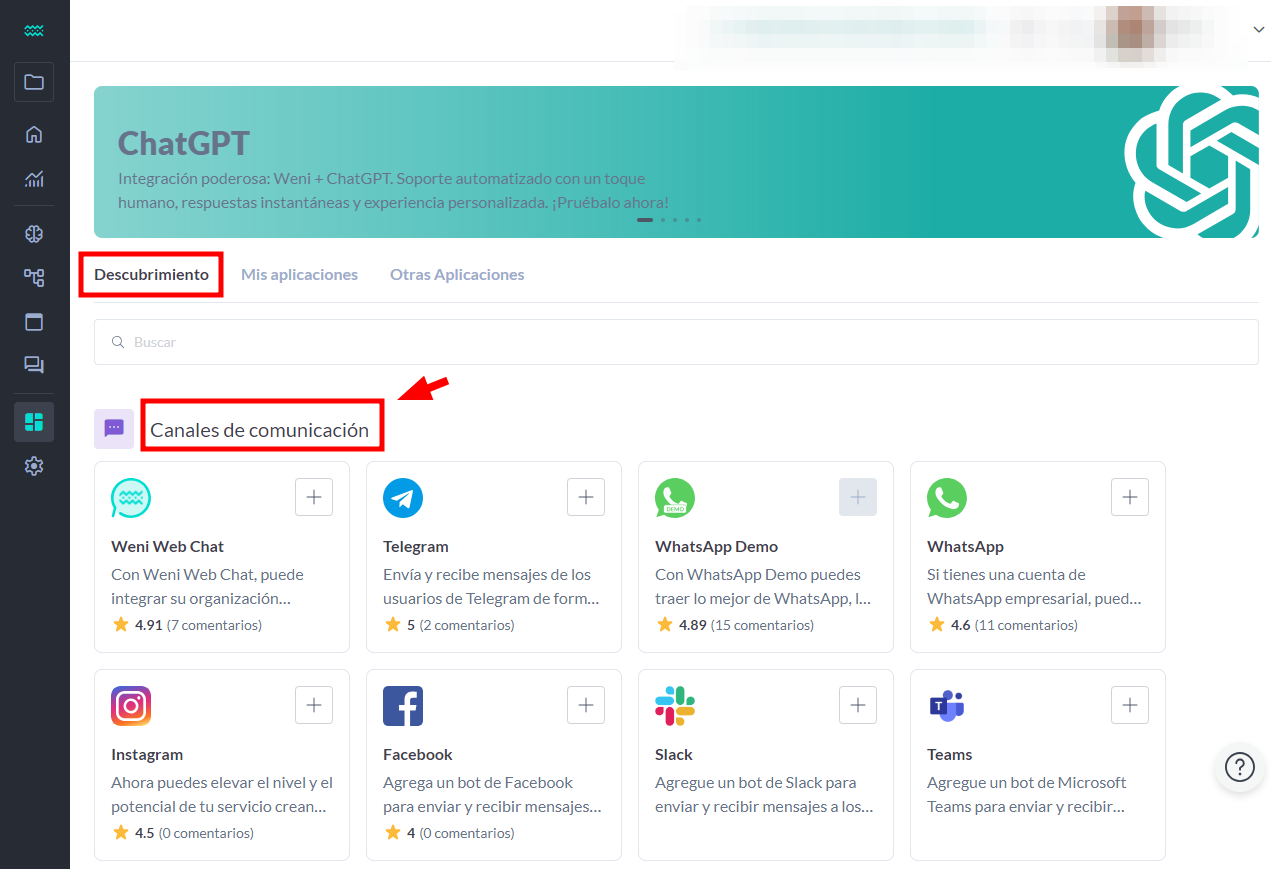 ChatGPT
Integración poderosa: Weni + ChatGPT. Soporte automatizado con un toque
humano, respuestas instantáneas y experiencia personalizada. ¡Pruébalo ahora!
Descubrimiento Mis aplicaciones Otras Aplicaciones
Buscar
Canales de comunicación
Weni Web Chat
Con Weni Web Chat, puede
integrar su organización...
4.91 (7 comentarios)
Telegram
Envía y recibe mensajes de los
usuarios de Telegram de form...
5 (2 comentarios)
DEMO
WhatsApp Demo
Con WhatsApp Demo puedes
traer lo mejor de WhatsApp, l...
4.89 (15 comentarios)
WhatsApp
Si tienes una cuenta de
WhatsApp empresarial, pued...
4.6 (11 comentarios)
Instagram
Ahora puedes elevar el nivel y el
potencial de tu servicio crean...
4.5 (0 comentarios)
Facebook
Agrega un bot de Facebook
para enviar y recibir mensajes...
4 (0 comentarios)
Slack
Agregue un bot de Slack para
enviar y recibir mensajes a los...
T
Teams
Agregue un bot de Microsoft
Teams para enviar y recibir...
?